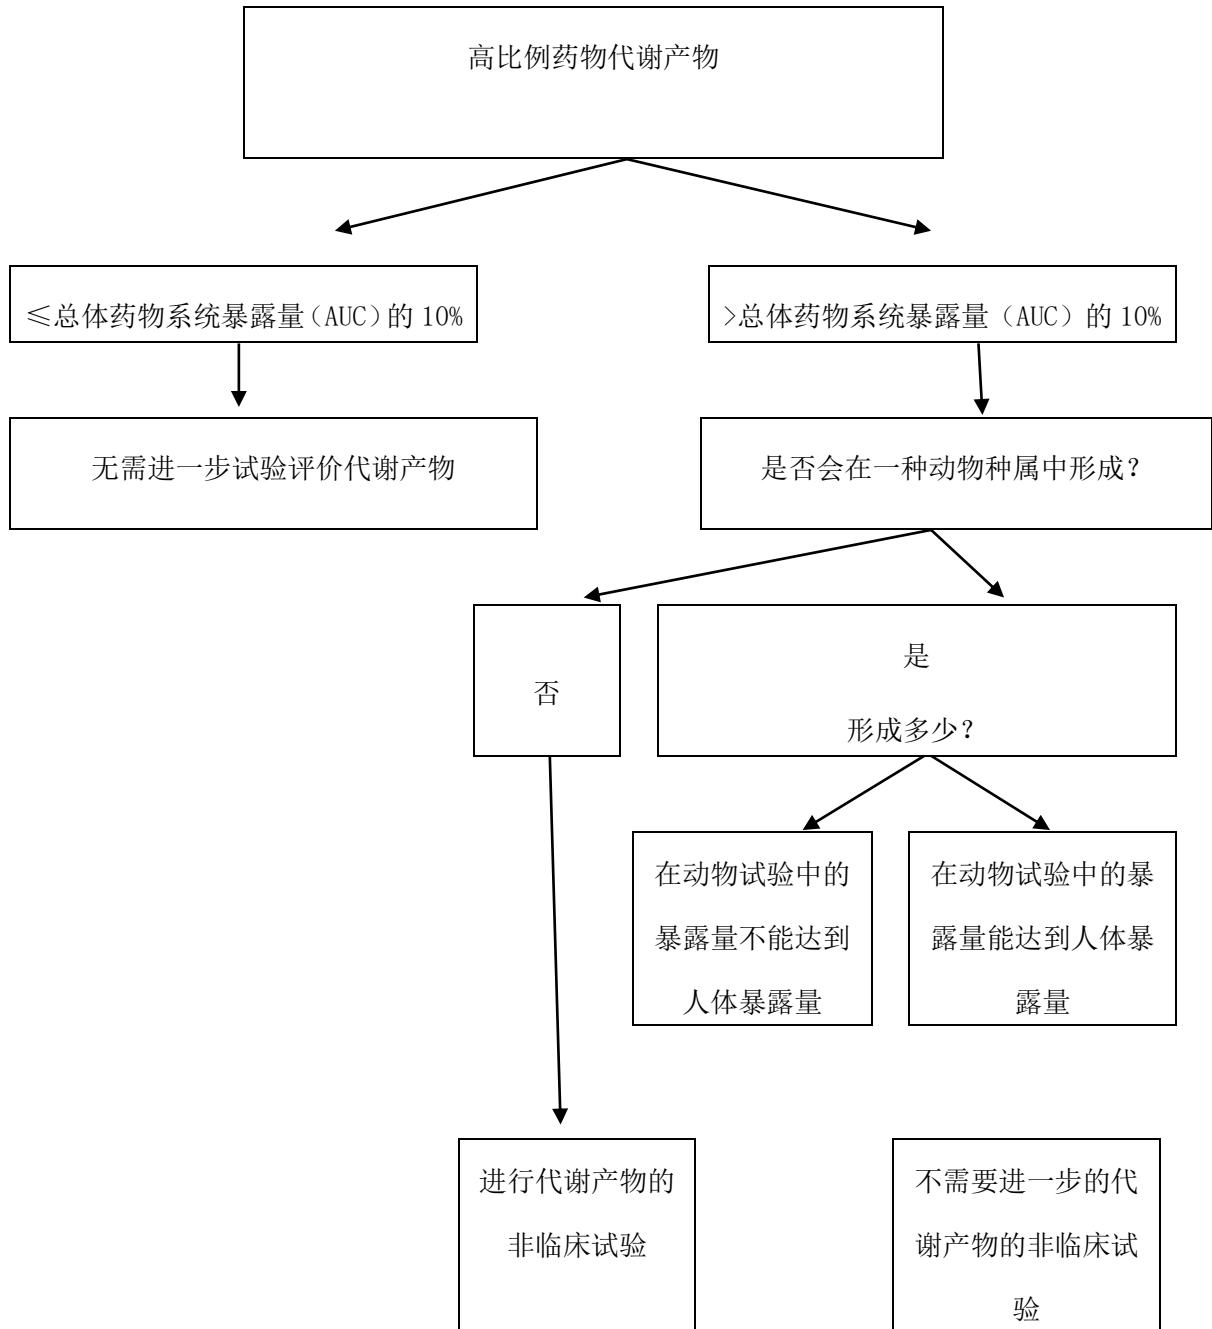 高比例药物代谢产物
≤总体药物系统暴露量（AUC）的 10%
>总体药物系统暴露量（AUC）的 10%
无需进一步试验评价代谢产物
是否会在一种动物种属中形成？
否
是
形成多少？
在动物试验中的
暴露量不能达到
人体暴露量
在动物试验中的暴
露量能达到人体暴
露量
进行代谢产物的
非临床试验
不需要进一步的代
谢产物的非临床试
验